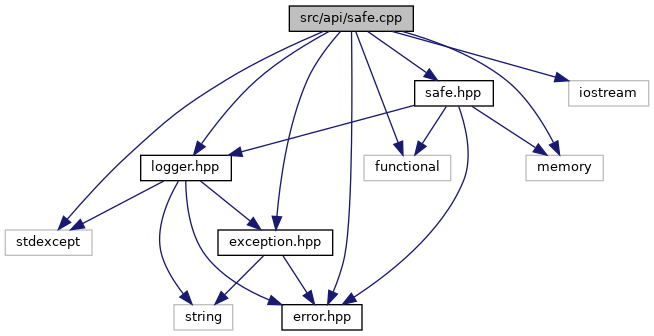 src/api/safe.cpp
safe.hpp
iostream
logger.hpp
functional
memory
stdexcept
exception.hpp
string
error.hpp